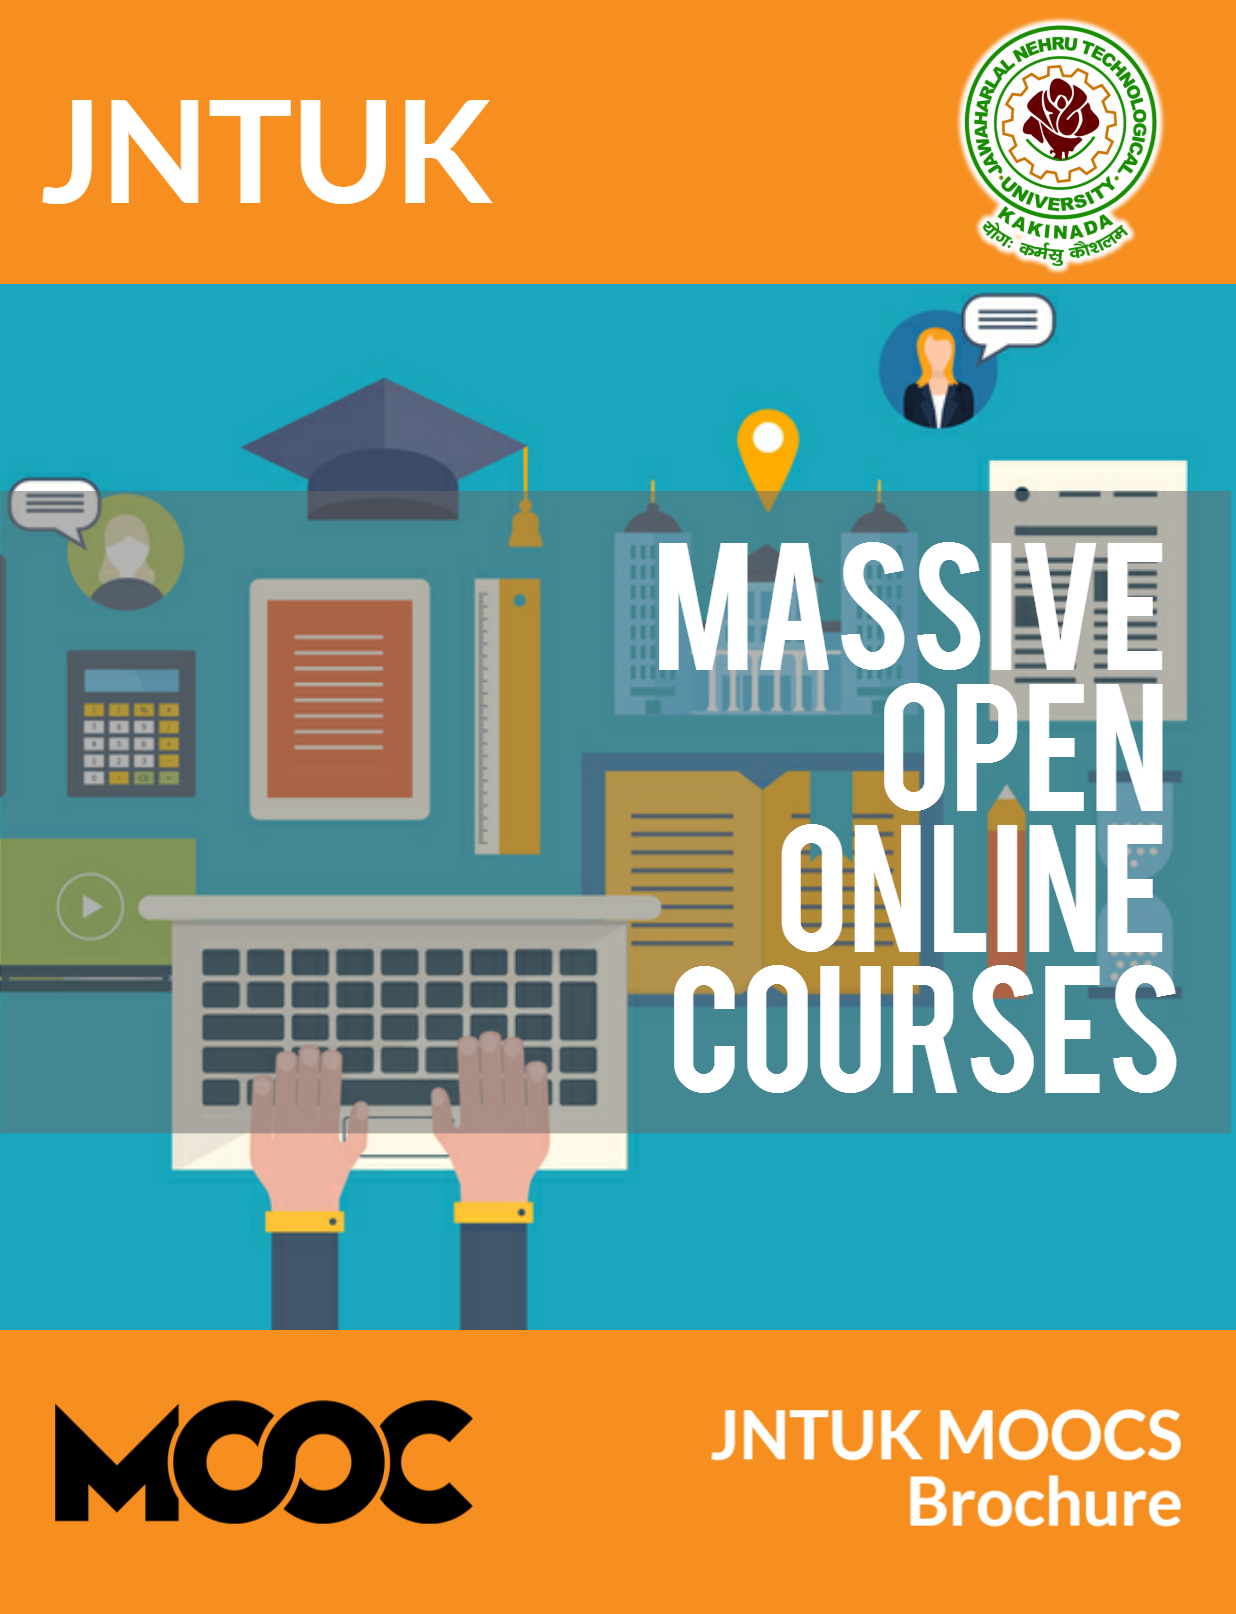 JNTUK
JAWAHARLAL NEHRU TECHNOLOGICAL
UNIVERSITY
KAKINADA
योगः कर्मसु कौशलम
MASSIVE
OPEN
ONLINE
COURSES
MOOC
JNTUK MOOCS
Brochure